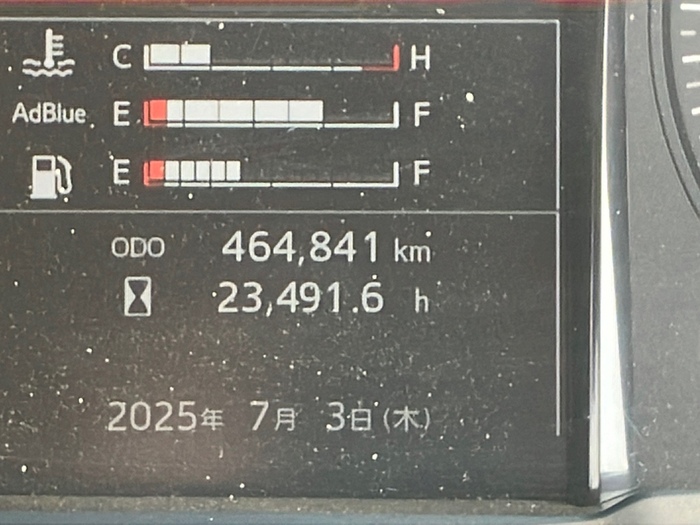 C H
AdBlue E F
E F
ODO 464,841 km
23,491.6 h
2025年 7月 3日 (木)